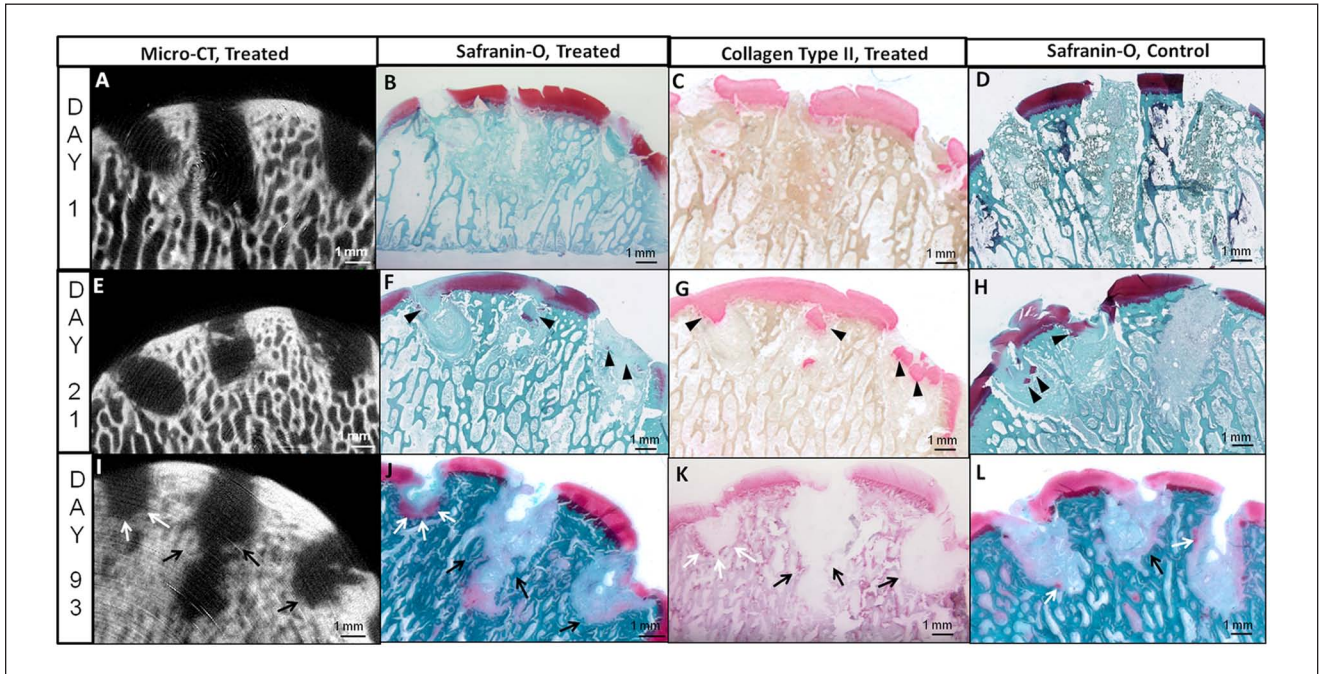 Micro-CT, Treated
Safranin-O, Treated
Collagen Type II, Treated
Safranin-O, Control
D
A
Y
1
A
1 mm
B
1 mm
C
1 mm
D
1 mm
D
A
Y
2
1
E
1 mm
F
1 mm
G
1 mm
H
1 mm
D
A
Y
9
3
I
1 mm
J
1 mm
K
1 mm
L
1 mm